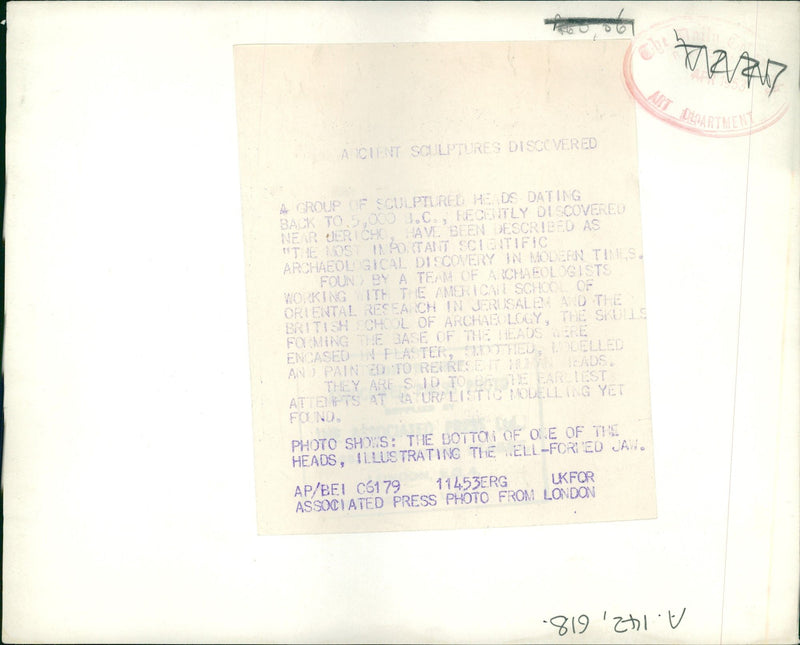 ANCIENT SCULPTURES DISCOVERED
A GROUP OF SCULPTURED HEADS DATING
BACK TO 5,000 B.C., RECENTLY DISCOVERED
NEAR JERICHO, HAVE BEEN DESCRIBED AS
"THE MOST IMPORTANT SCIENTIFIC
ARCHAEOLOGICAL DISCOVERY IN MODERN TIMES.
FOUND BY A TEAM OF ARCHAEOLOGISTS
WORKING WITH THE AMERICAN SCHOOL OF
ORIENTAL RESEARCH IN JERUSALEM AND THE
BRITISH SCHOOL OF ARCHAEOLOGY, THE SKULLS
FORMING THE BASE OF THE HEADS WERE
ENCASED IN PLASTER, SMOOTHED, MODELLED
AND PAINTED TO REPRESENT HUMAN HEADS.
THEY ARE SAID TO BE THE EARLIEST
ATTEMPTS AT NATURALISTIC MODELLING YET
FOUND.
PHOTO SHOWS: THE BOTTOM OF ONE OF THE
HEADS, ILLUSTRATING THE WELL-FORMED JAW.
AP/BEI C6179 11453ERG UKFOR
ASSOCIATED PRESS PHOTO FROM LONDON
The
ART DEPARTMENT
A.142,618.